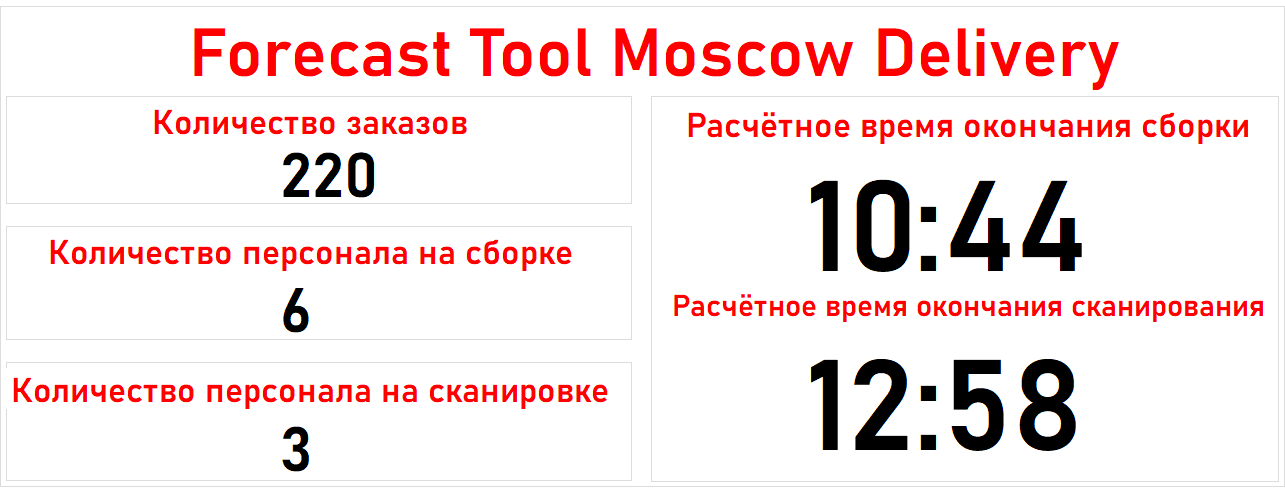 Forecast Tool Moscow Delivery
Количество заказов
220
Количество персонала на сборке
6
Количество персонала на сканировке
3
Расчётное время окончания сборки
10:44
Расчётное время окончания сканирования
12:58